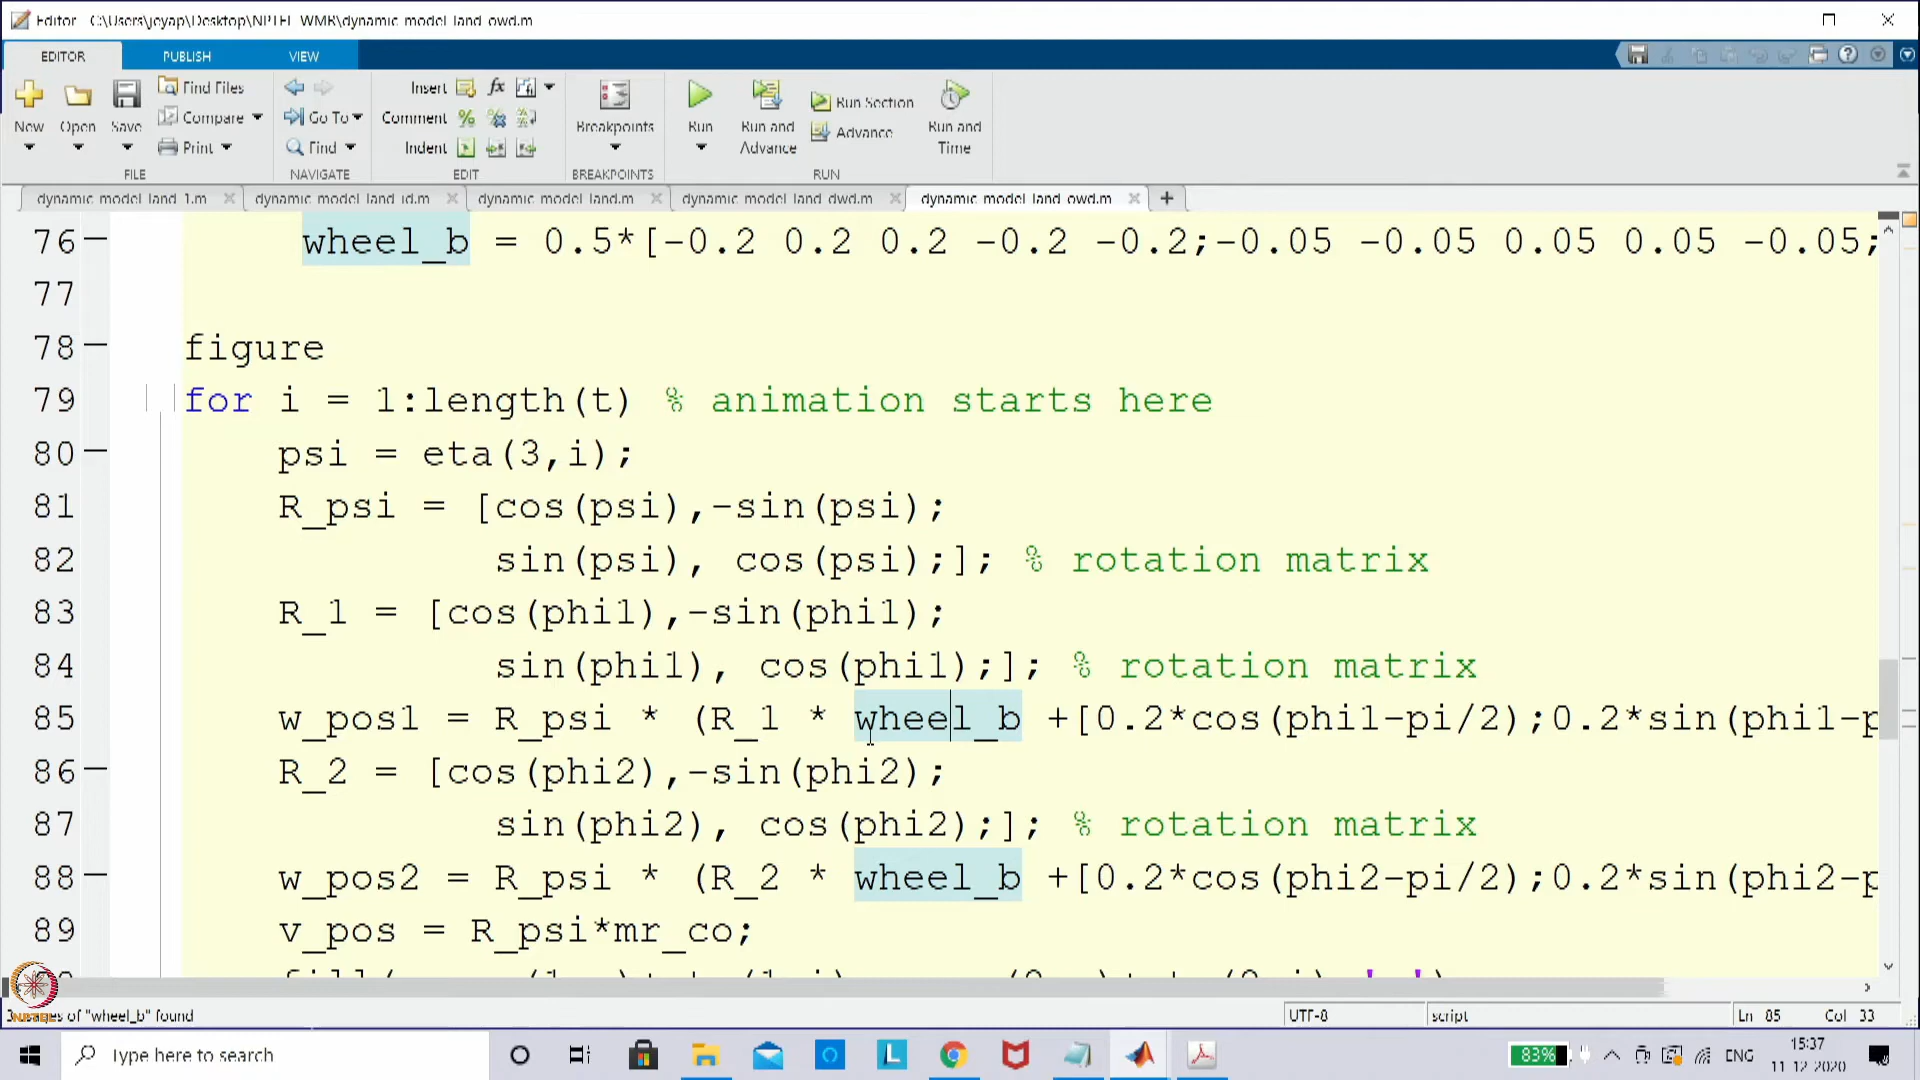 Editor - C:\Users\jeyap\Desktop\NPTEL WMR\dynamic model land owd.m
EDITOR PUBLISH VIEW
New Open Save Find Files Compare Print
Go To Find
Insert fx
Comment
Indent
Breakpoints
Run Run and Advance Run Section Advance Run and Time
FILE NAVIGATE EDIT BREAKPOINTS RUN
dynamic model land 1.m dynamic model land id.m dynamic model land.m dynamic model land dwd.m dynamic model land owd.m
76 wheel_b = 0.5*[-0.2 0.2 0.2 -0.2 -0.2;-0.05 -0.05 0.05 0.05 -0.05;
77
78 figure
79 for i = 1:length(t) % animation starts here
80 psi = eta(3,i);
81 R_psi = [cos(psi),-sin(psi);
82 sin(psi), cos(psi);]; % rotation matrix
83 R_1 = [cos(phi1),-sin(phi1);
84 sin(phi1), cos(phi1);]; % rotation matrix
85 w_pos1 = R_psi * (R_1 * wheel_b +[0.2*cos(phi1-pi/2);0.2*sin(phi1-p
86 R_2 = [cos(phi2),-sin(phi2);
87 sin(phi2), cos(phi2);]; % rotation matrix
88 w_pos2 = R_psi * (R_2 * wheel_b +[0.2*cos(phi2-pi/2);0.2*sin(phi2-p
89 v_pos = R_psi*mr_co;
NPTEL
of "wheel_b" found
UTF-8 script Ln 85 Col 33
Type here to search
83% ENG 15:37
11-12-2020